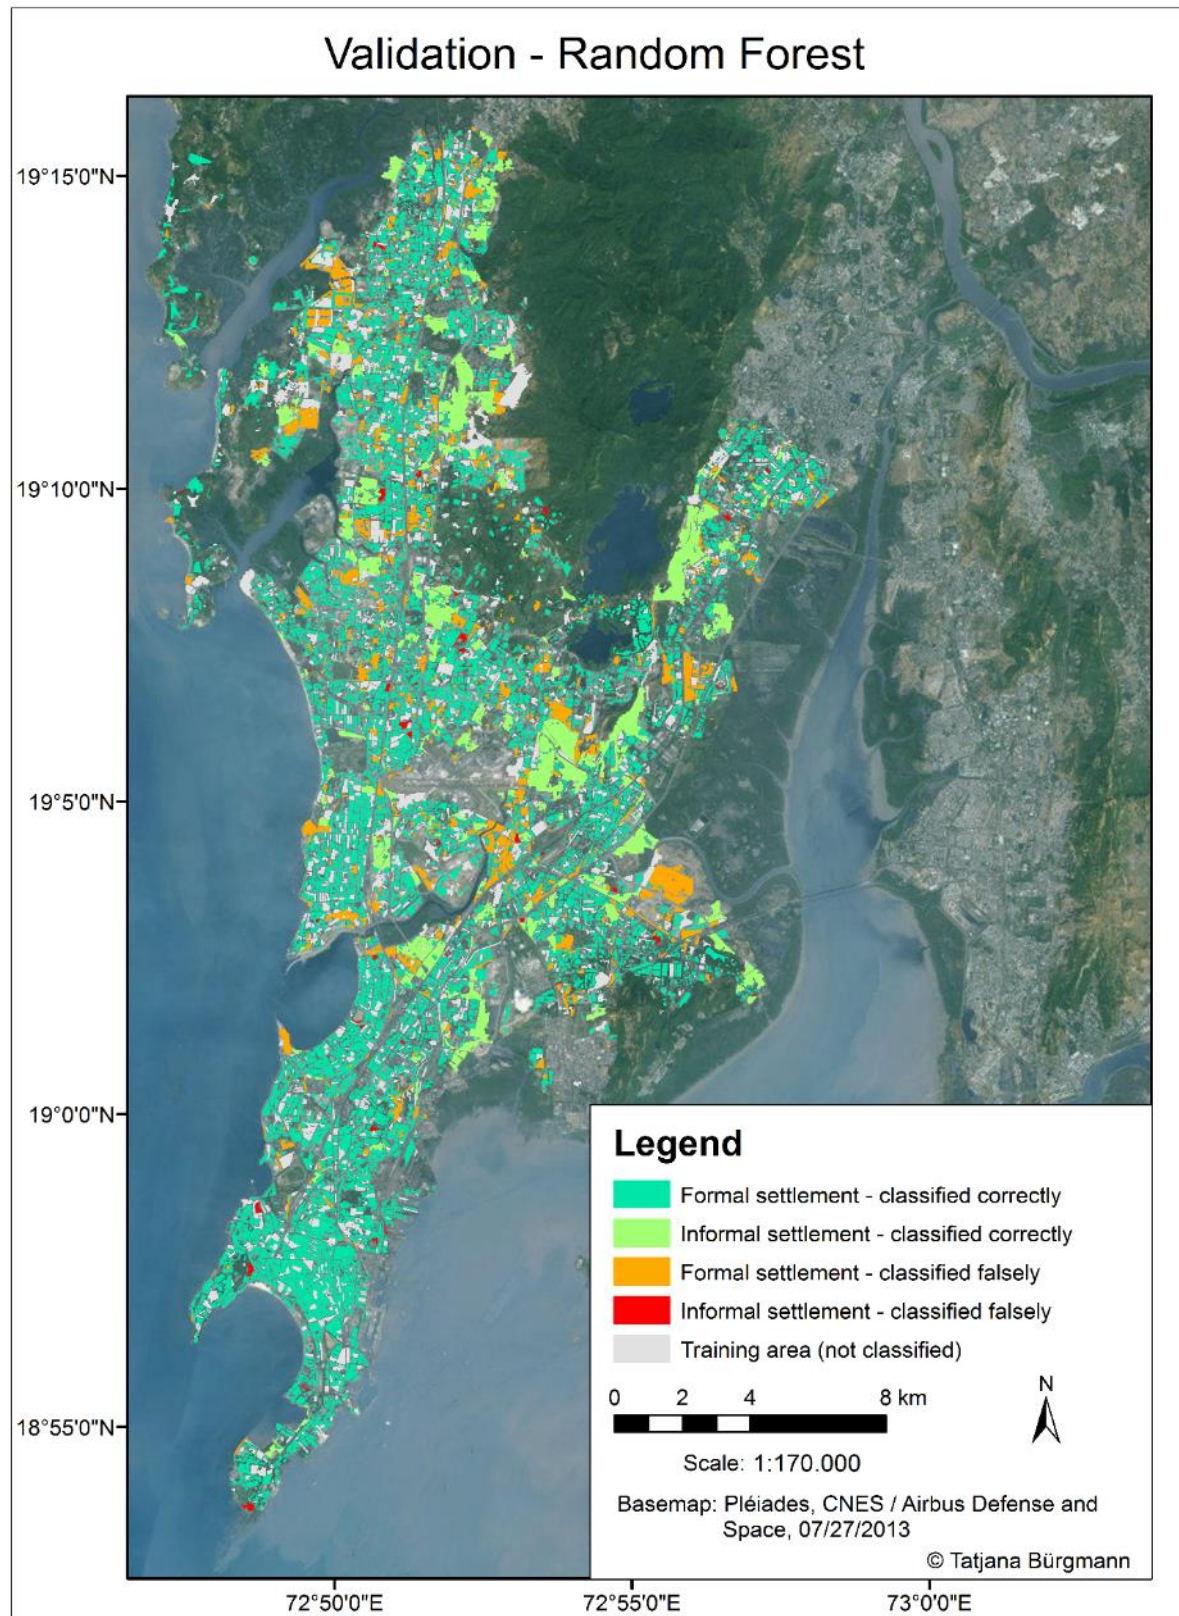 Validation - Random Forest
19°15'0"N
19°10'0"N
19°5'0"N
19°0'0"N
18°55'0"N
Legend
Formal settlement - classified correctly
Informal settlement - classified correctly
Formal settlement - classified falsely
Informal settlement - classified falsely
Training area (not classified)
0 2 4 8 km
N
Scale: 1:170.000
Basemap: Pléiades, CNES / Airbus Defense and
Space, 07/27/2013
© Tatjana Bürgmann
72°50'0"E 72°55'0"E 73°0'0"E